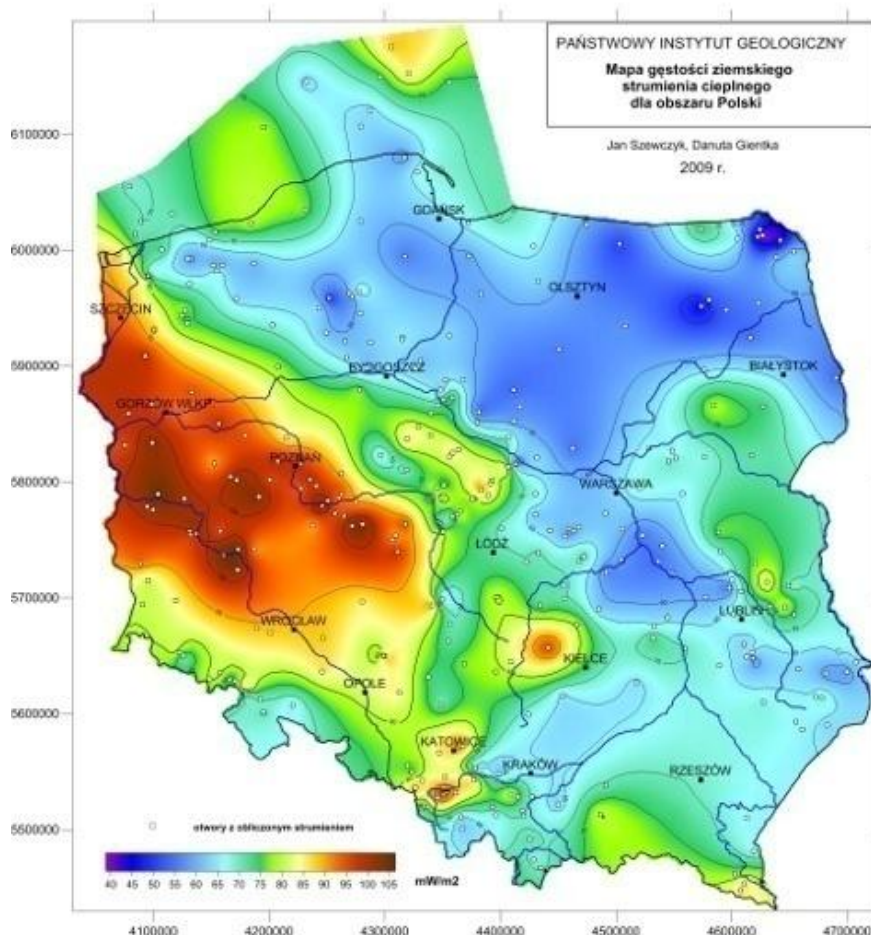 PAŃSTWOWY INSTYTUT GEOLOGICZNY
Mapa gęstości ziemskiego
strumienia cieplnego
dla obszaru Polski
Jan Szewczyk, Danuta Gientka
2009 r.
6100000
GDAŃSK
6000000
OLSZTYN
SZCZECIN
5900000
BYDGOSZCZ
BIAŁYSTOK
GORZÓW WLKP.
POZNAŃ
5800000
WARSZAWA
ŁÓDŹ
5700000
LUBLIN
WROCŁAW
KIELCE
OPOLE
5600000
KATOWICE
KRAKÓW
RZESZÓW
5500000
otwory z obliczonym strumieniem
40 45 50 55 60 65 70 75 80 85 90 95 100 105
mW/m2
4100000 4200000 4300000 4400000 4500000 4600000 4700000